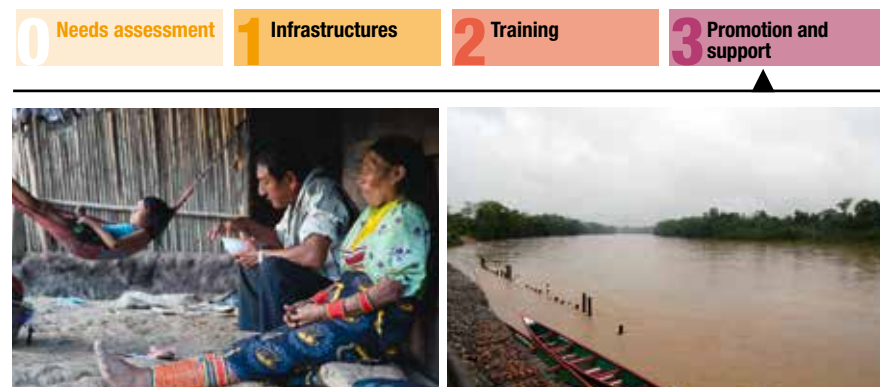 0 Needs assessment
1 Infrastructures
2 Training
3 Promotion and
support